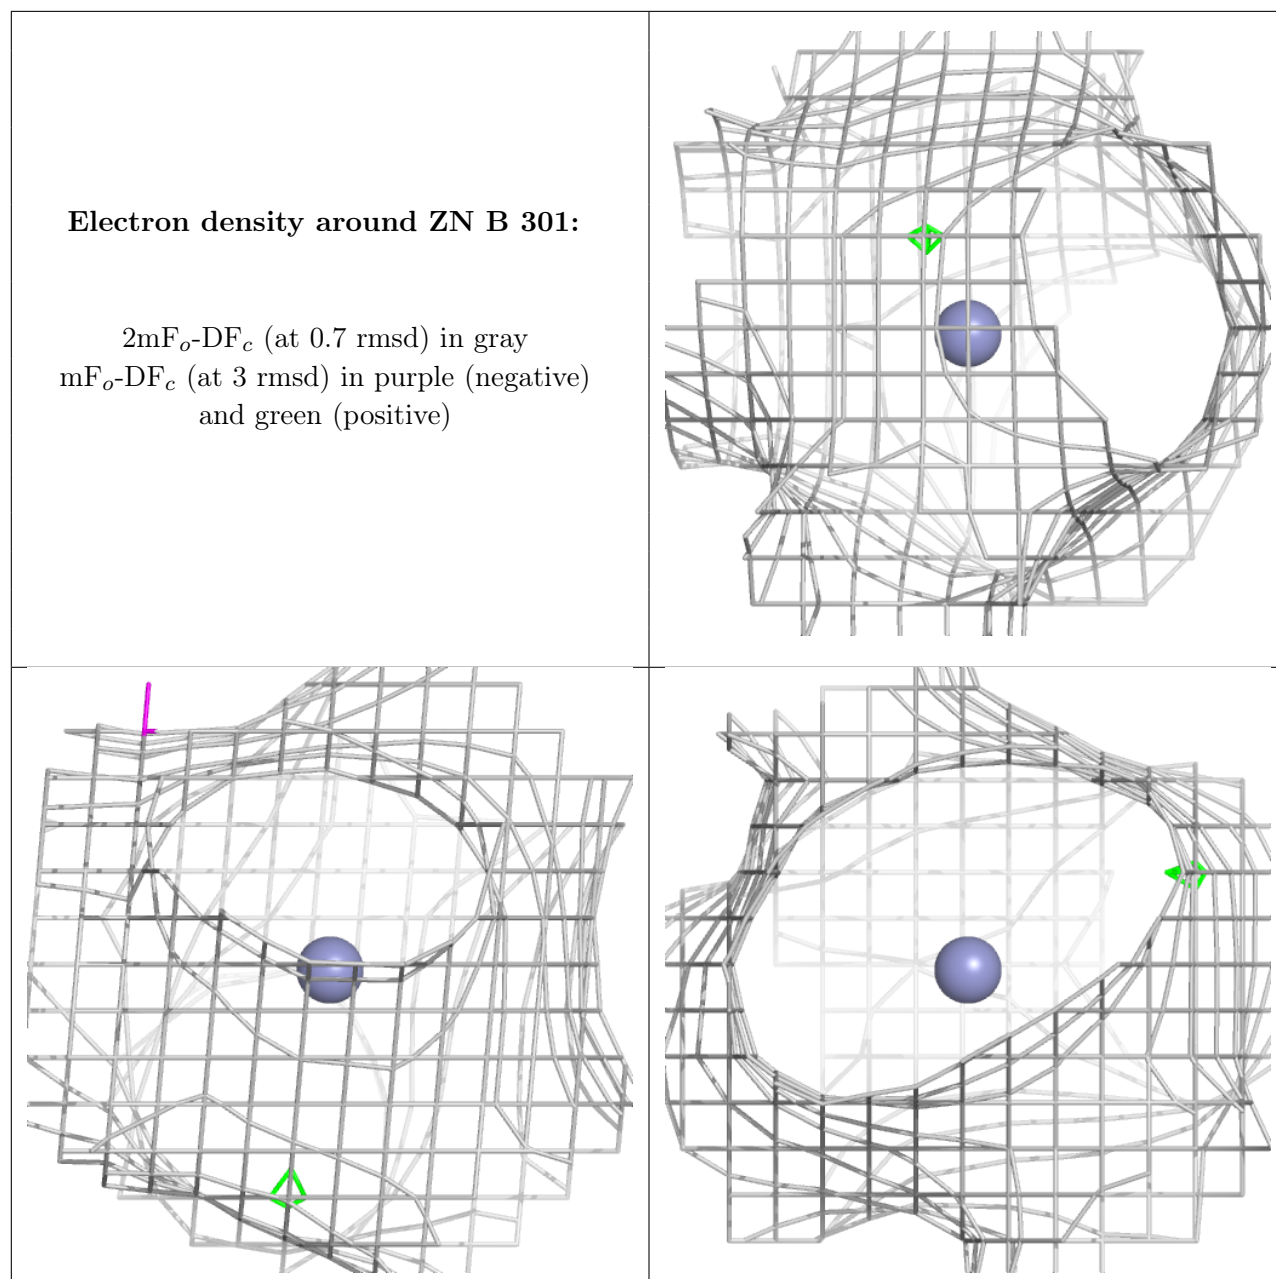 Electron density around ZN B 301:
2mFo-DFc (at 0.7 rmsd) in gray
mFo-DFc (at 3 rmsd) in purple (negative)
and green (positive)